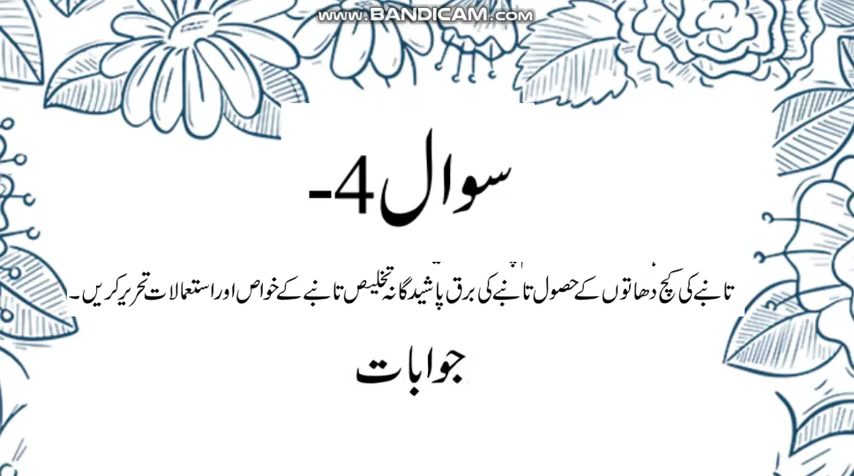 www.BANDICAM.com
سوال 4-
تانبے کی کچ دھاتوں کے حصول تانبے کی برق پاشیدگانہ تخلیص تانبے کے خواص اور استعمالات تحریر کریں۔
جوابات